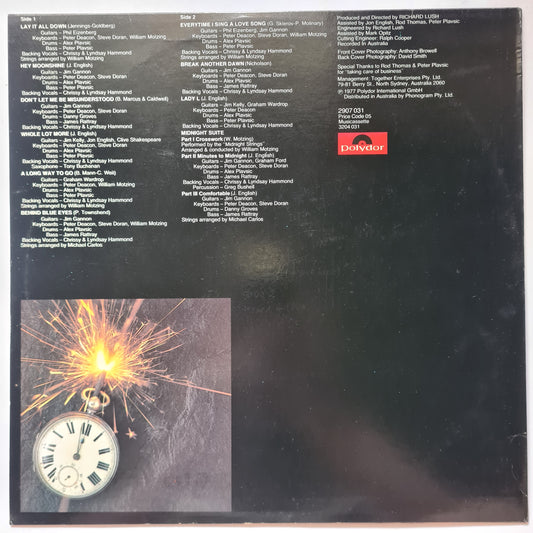 Side 1
LAY IT ALL DOWN (Jennings-Goldberg)
Guitars – Phil Eizenberg
Keyboards – Peter Deacon, Steve Doran
Drums – Alex Plavsic
Bass – Peter Plavsic
Backing Vocals – Chrissy & Lyndsay Hammond
Strings arranged by William Motzing
HEY MOONSHINE (J. English)
Guitars – Jim Gannon
Keyboards – Peter Deacon, Steve Doran
Drums – Alex Plavsic
Bass – Peter Plavsic
Backing Vocals – Chrissy & Lyndsay Hammond
DON'T LET ME BE MISUNDERSTOOD (B. Marcus & Caldwell)
Guitars – Jim Gannon
Keyboards – Peter Deacon, Steve Doran
Drums – Danny Groves
Bass – James Rattray
Backing Vocals – Chrissy & Lyndsay Hammond
WHOLE LOT MORE (J. English)
Guitars – Jim Kelly, Jon English, Clive Shakespeare
Keyboards – Peter Deacon, Steve Doran
Drums – Alex Plavsic
Bass – Peter Plavsic
Backing Vocals – Chrissy & Lyndsay Hammond
Saxophone – Tony Buchanan
A LONG WAY TO GO (B. Mann-C. Weil)
Guitars – Graham Wardrop
Keyboards – Peter Deacon, Steve Doran, William Motzing
Drums – Alex Plavsic
Bass – Peter Plavsic
BEHIND BLUE EYES (P. Townshend)
Guitars – Jim Gannon
Keyboards – Peter Deacon, Steve Doran, William Motzing
Drums – Alex Plavsic
Bass – James Rattray
Backing Vocals – Chrissy & Lyndsay Hammond
Strings arranged by Michael Carlos
Side 2
EVERYTIME I SING A LOVE SONG (G. Sklerov-P. Molinary)
Guitars – Phil Eizenberg, Jim Gannon
Keyboards – Peter Deacon, Steve Doran, William Motzing
Drums – Alex Plavsic
Bass – Peter Plavsic
Backing Vocals – Chrissy & Lyndsay Hammond
Strings arranged by William Motzing
BREAK ANOTHER DAWN (Nicholson)
Guitars – Jim Gannon
Keyboards – Peter Deacon, Steve Doran
Drums – Alex Plavsic
Bass – James Rattray
Backing Vocals – Chrissy & Lyndsay Hammond
LADY L (J. English)
Guitars – Jim Kelly, Graham Wardrop
Keyboards – Peter Deacon, Steve Doran
Drums – Alex Plavsic
Bass – Peter Plavsic
Backing Vocals – Chrissy & Lyndsay Hammond
MIDNIGHT SUITE
Part I Crosswork (W. Motzing)
Performed by the "Midnight Strings"
Arranged & conducted by William Motzing
Part II Minutes to Midnight (J. English)
Guitars – Jim Gannon, Graham Ford
Keyboards – Peter Deacon, Steve Doran
Drums – Alex Plavsic
Bass – James Rattray
Backing Vocals – Chrissy & Lyndsay Hammond
Percussion – Greg Bushell
Part III Comfortable (J. English)
Guitars – Jim Gannon
Keyboards – Peter Deacon, Steve Doran
Drums – Danny Groves
Bass – James Rattray
Backing Vocals – Chrissy & Lyndsay Hammond
Strings arranged by Michael Carlos
Produced and Directed by RICHARD LUSH
Assisted by Jon English, Rod Thomas, Peter Plavsic
Engineered by Richard Lush
Assisted by Mark Opitz
Cutting Engineer: Ralph Cooper
Recorded in Australia
Front Cover Photography: Anthony Browell
Back Cover Photography: David Smith
Special Thanks to Rod Thomas & Peter Plavsic
for 'taking care of business'
Management: Together Enterprises Pty. Ltd.
79-81 Berry St., North Sydney, Australia 2060
℗ 1977 Polydor International GmbH
Distributed in Australia by Phonogram Pty. Ltd.
2907 031
Price Code 05
Musicassette
3204 031
Polydor